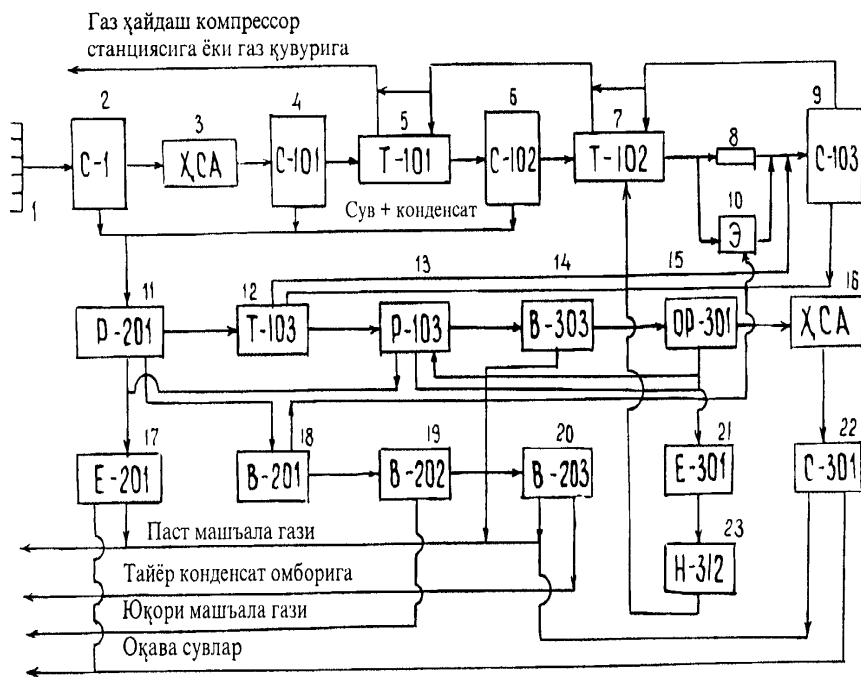 Газ ҳайдаш компрессор
станциясига ёки газ қувурига
2
3
4
5
6
7
8
9
10
1
С-1
ҲСА
С-101
Т-101
С-102
Т-102
С-103
Э
Сув + конденсат
11
12
13
14
15
16
Р-201
Т-103
Р-103
В-303
ОР-301
ҲСА
17
18
19
20
21
22
Е-201
В-201
В-202
В-203
Е-301
С-301
23
Н-312
Паст машъала гази
Тайёр конденсат омборига
Юқори машъала гази
Оқава сувлар